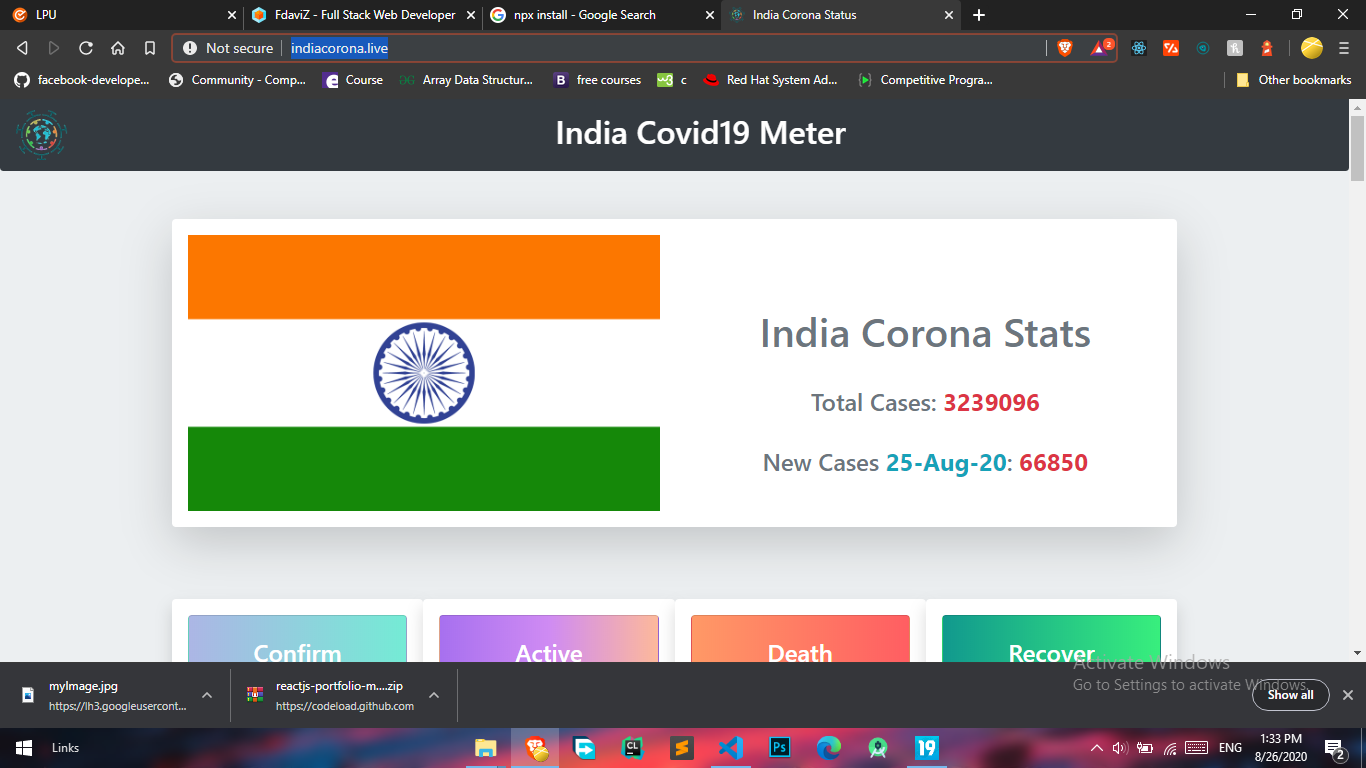 LPU
FdaviZ - Full Stack Web Developer
npx install - Google Search
India Corona Status
Not secure
indiacorona.live
2
facebook-develope...
Community - Comp...
Course
Array Data Structur...
free courses
c
Red Hat System Ad...
Competitive Progra...
Other bookmarks
India Covid19 Meter
India Corona Stats
Total Cases: 3239096
New Cases 25-Aug-20: 66850
Confirm
Active
Death
Recover
Activate Windows
Go to Settings to activate Windows.
myImage.jpg
https://lh3.googleusercont...
reactjs-portfolio-m....zip
https://codeload.github.com
Show all
Links
CL
Ps
19
ENG
1:33 PM
8/26/2020
2